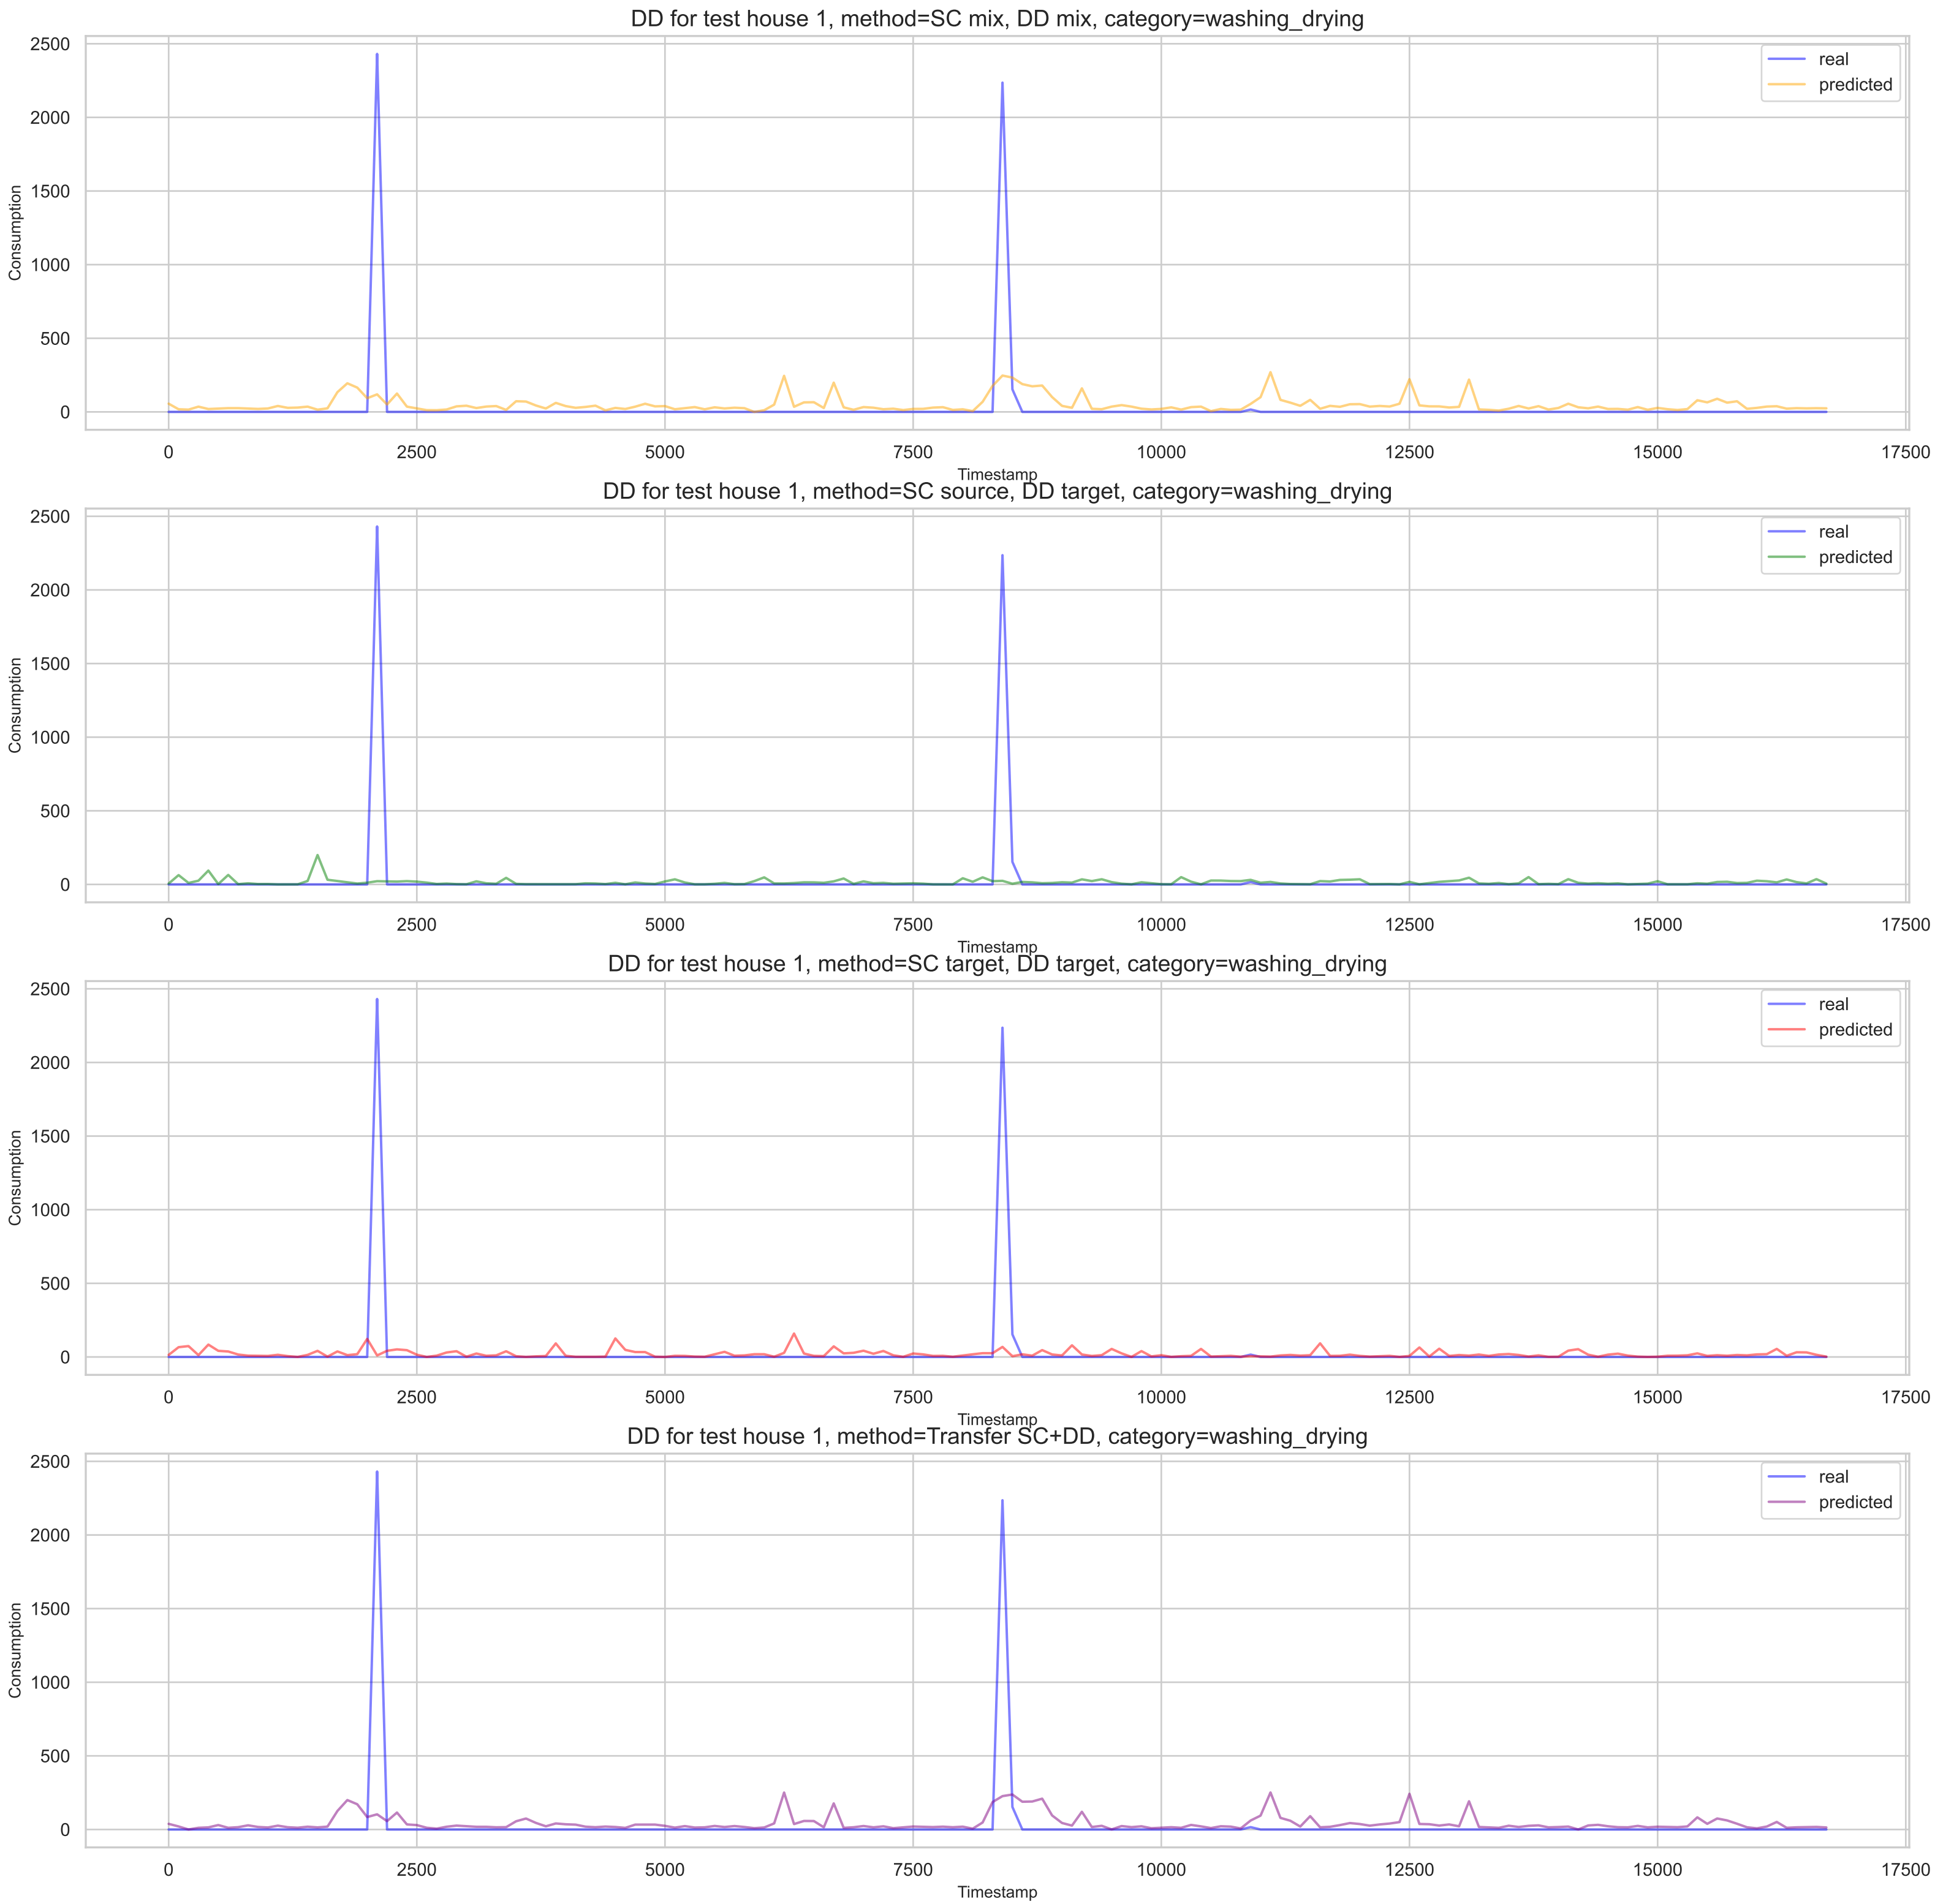 DD for test house 1, method=SC mix, DD mix, category=washing_drying
2500
2000
1500
1000
500
0
Consumption
real
predicted
0 2500 5000 7500 10000 12500 15000 17500
Timestamp
DD for test house 1, method=SC source, DD target, category=washing_drying
2500
2000
1500
1000
500
0
Consumption
real
predicted
0 2500 5000 7500 10000 12500 15000 17500
Timestamp
DD for test house 1, method=SC target, DD target, category=washing_drying
2500
2000
1500
1000
500
0
Consumption
real
predicted
0 2500 5000 7500 10000 12500 15000 17500
Timestamp
DD for test house 1, method=Transfer SC+DD, category=washing_drying
2500
2000
1500
1000
500
0
Consumption
real
predicted
0 2500 5000 7500 10000 12500 15000 17500
Timestamp